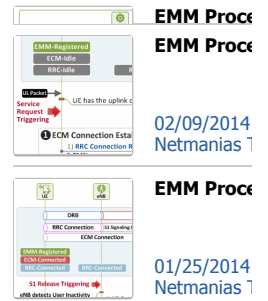 EMM Proce
EMM Proce
EMM-Registered
ECM-Idle
RRC-Idle
UL Packet
UE has the uplink d
Service
Request
Triggering
1 ECM Connection Estal
1) RRC Connection R
02/09/2014
Netmanias T
EMM Proce
UE
eNB
DRB
RRC Connection
S1 Signaling
ECM Connection
EMM-Registered
ECM-Connected
RRC-Connected
RRC-Connected
S1 Release Triggering
eNB detects User Inactivity
01/25/2014
Netmanias T